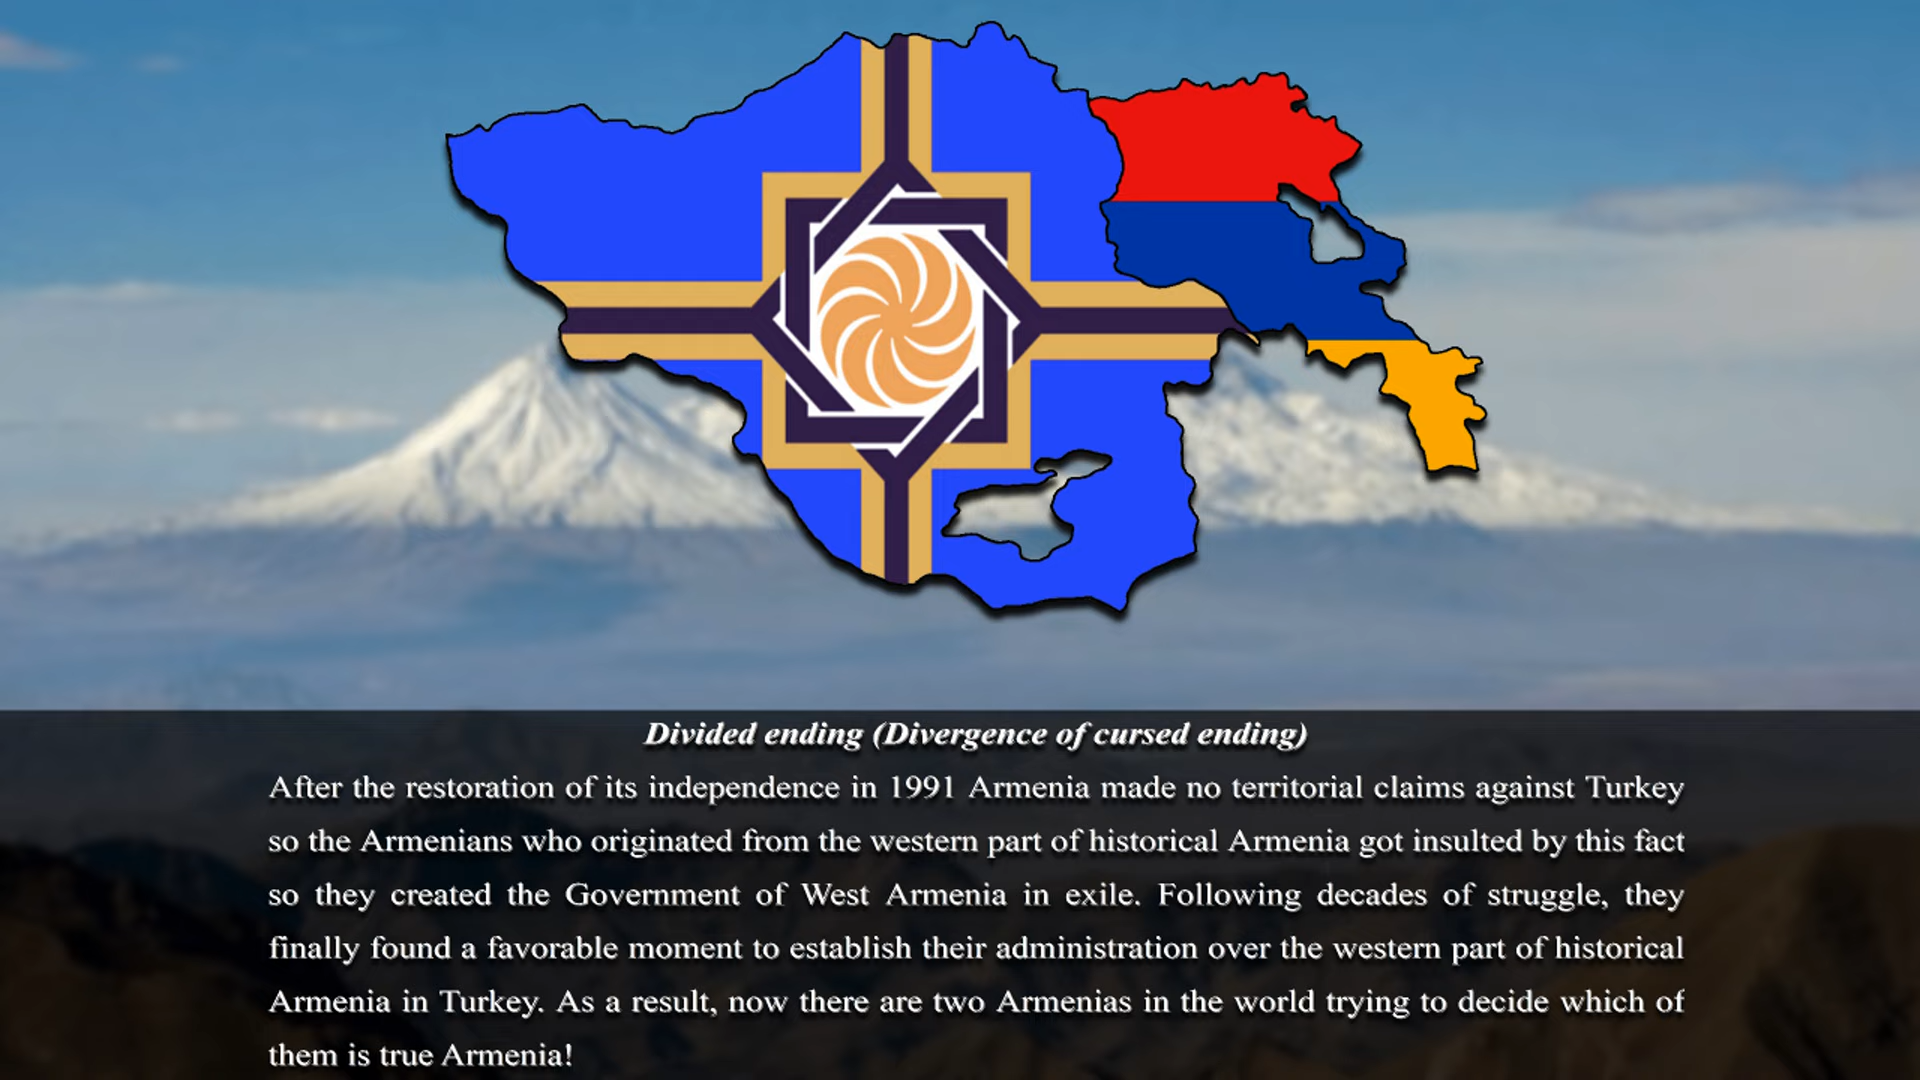 Divided ending (Divergence of cursed ending)
After the restoration of its independence in 1991 Armenia made no territorial claims against Turkey
so the Armenians who originated from the western part of historical Armenia got insulted by this fact
so they created the Government of West Armenia in exile. Following decades of struggle, they
finally found a favorable moment to establish their administration over the western part of historical
Armenia in Turkey. As a result, now there are two Armenias in the world trying to decide which of
them is true Armenia!